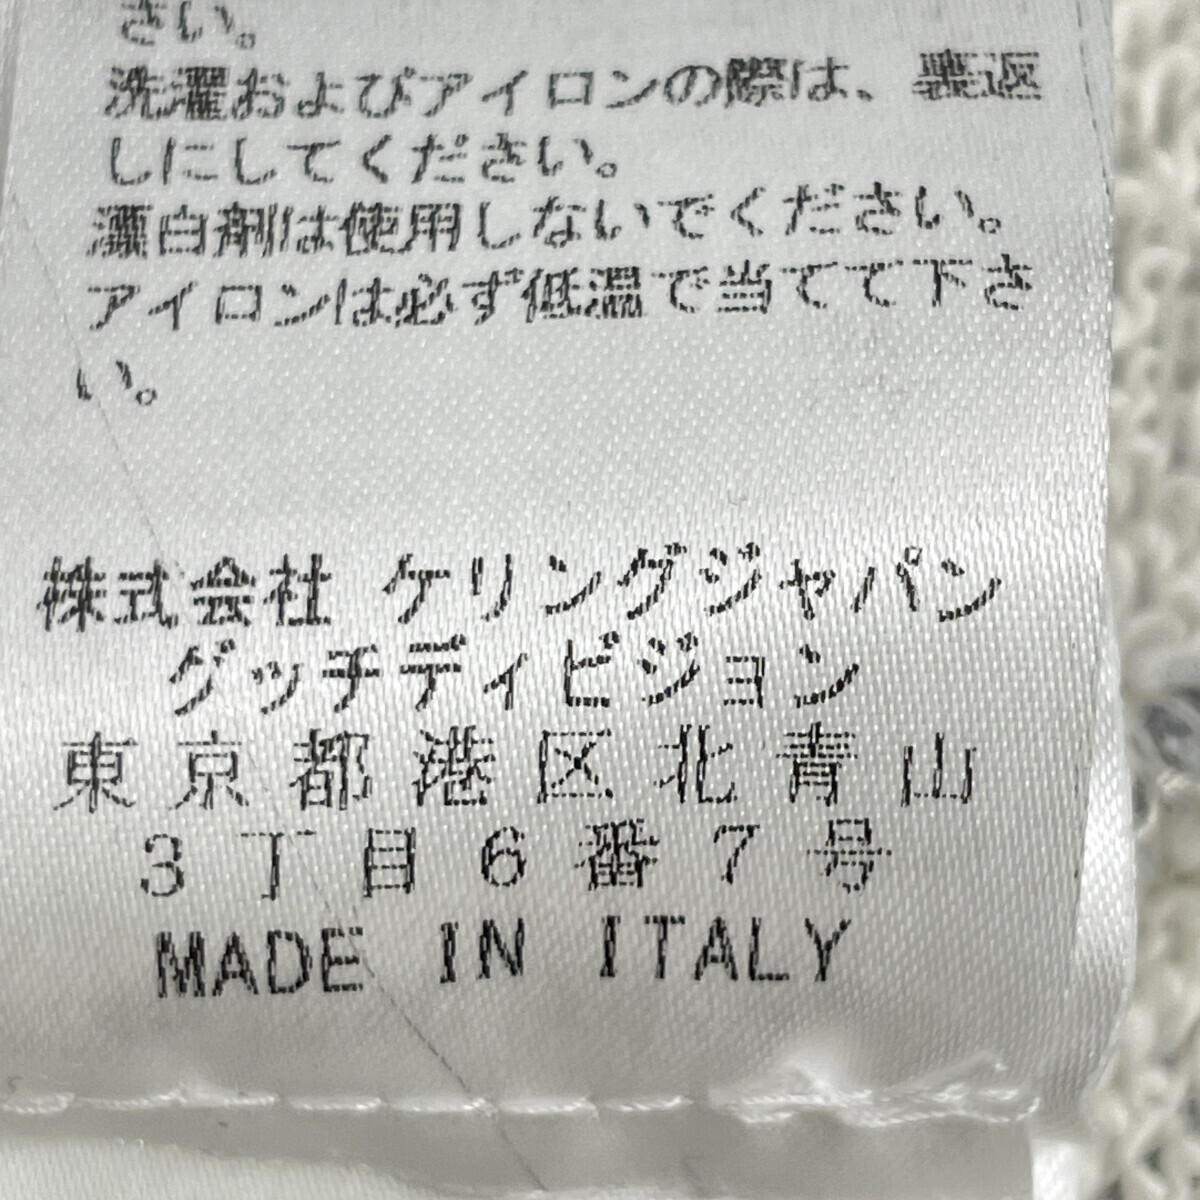 さい。
洗濯およびアイロンの際は、裏返
しにしてください。
漂白剤は使用しないでください。
アイロンは必ず低温で当てて下さ
い。
株式会社 ケリングジャパン
グッチディビジョン
東京都港区北青山
3丁目6番7号
MADE IN ITALY